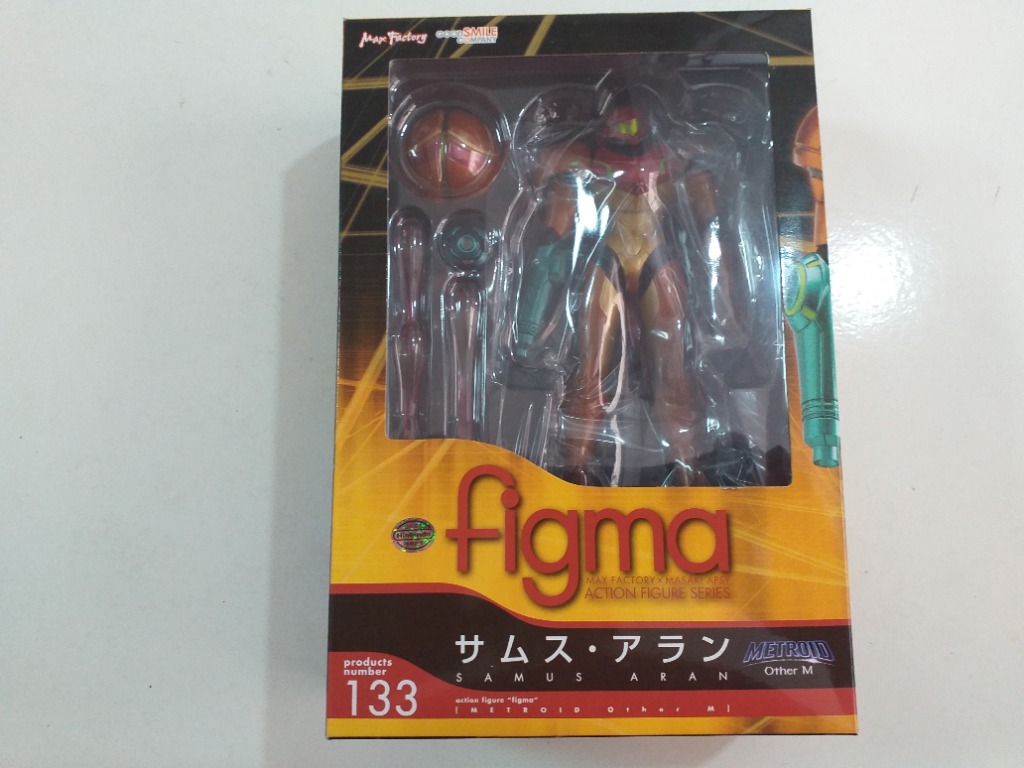 Max Factory
GOOD SMILE COMPANY
figma
MAX FACTORY × MASAKI APSY
ACTION FIGURE SERIES
サムス・アラン
SAMUS ARAN
METROID
Other M
products
number
133
action figure "figma"
[METROID Other M]